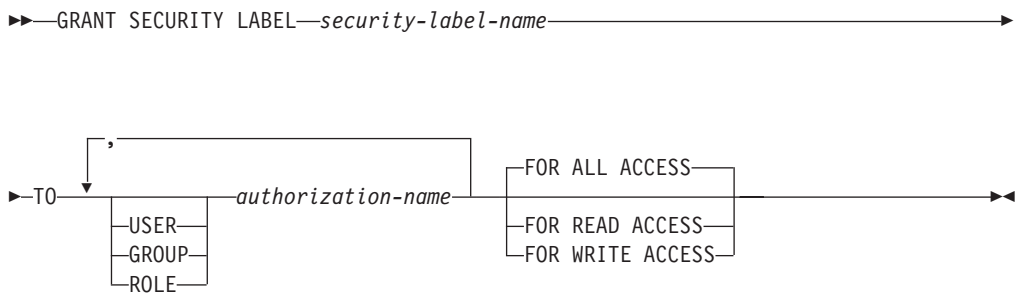 GRANT SECURITY LABEL security-label-name
,
TO authorization-name
USER
GROUP
ROLE
FOR ALL ACCESS
FOR READ ACCESS
FOR WRITE ACCESS